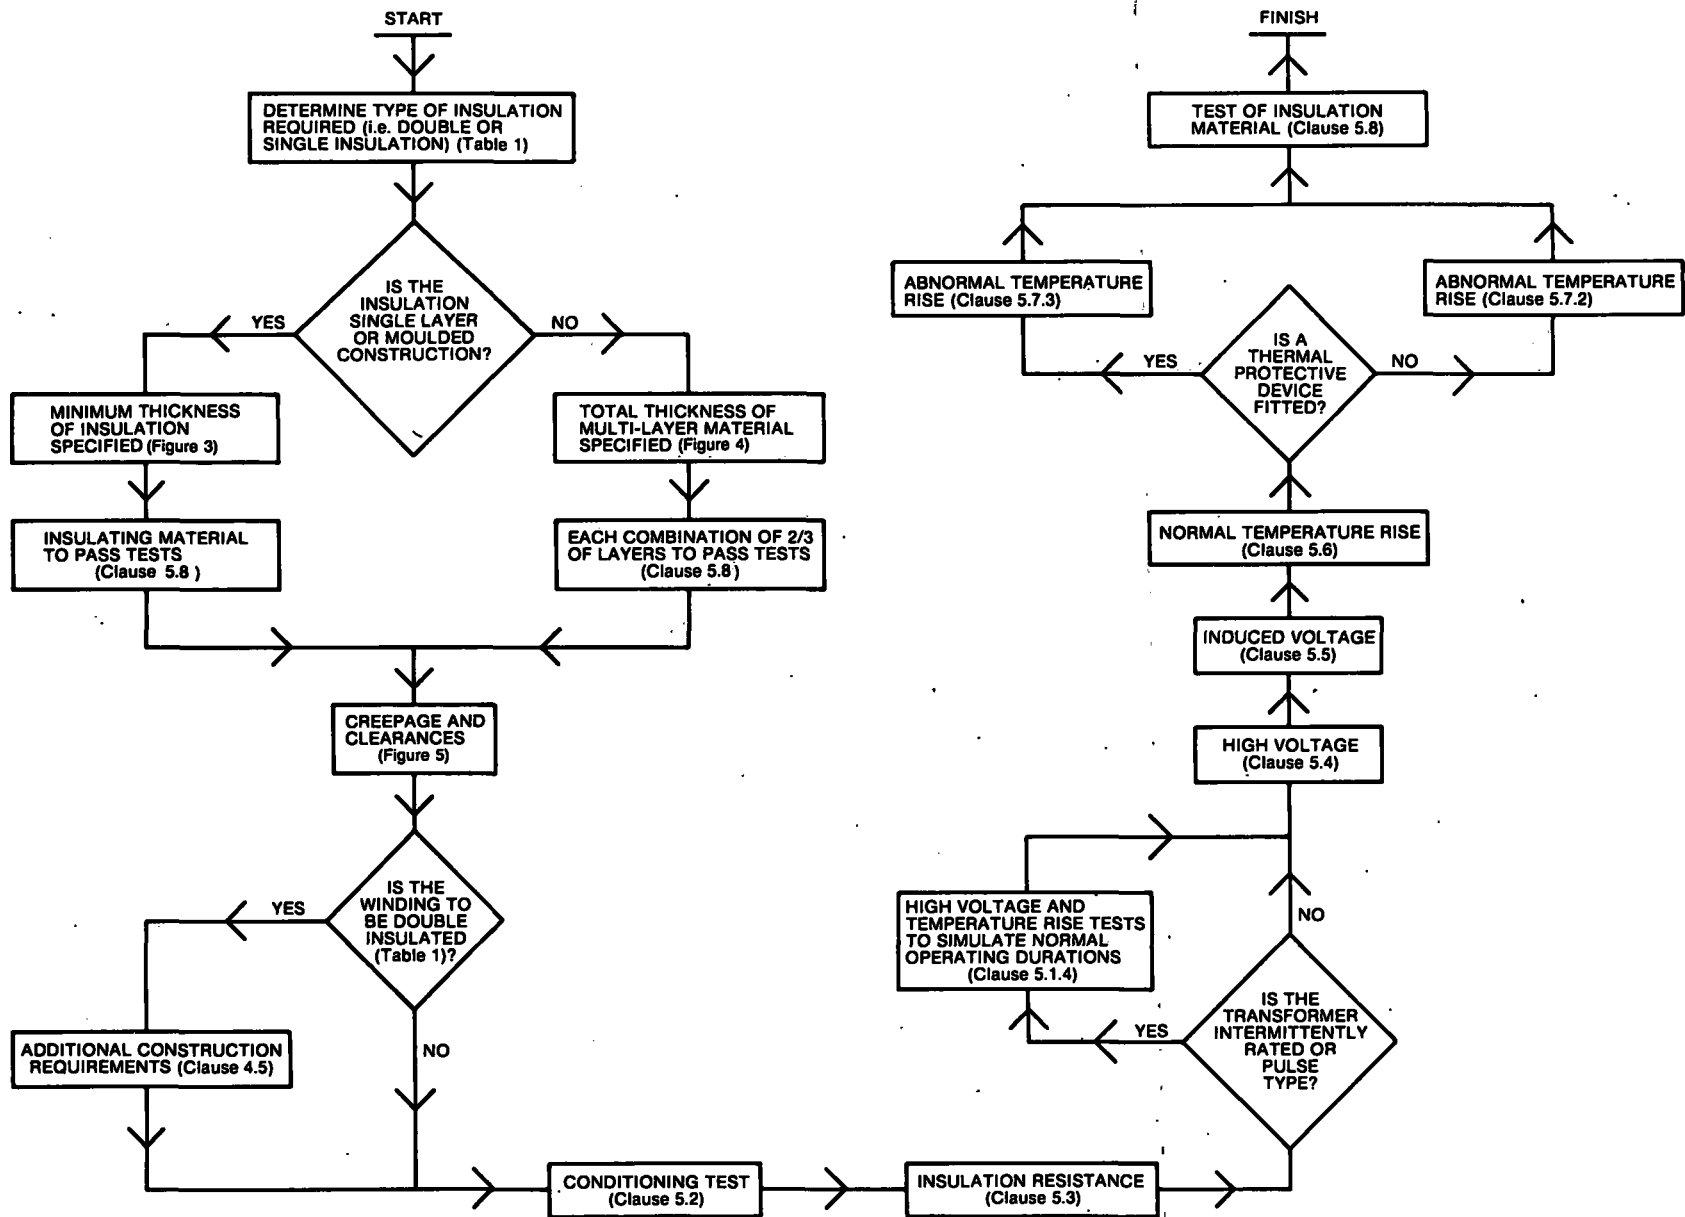 START
DETERMINE TYPE OF INSULATION
REQUIRED (i.e. DOUBLE OR
SINGLE INSULATION) (Table 1)
IS THE
INSULATION
SINGLE LAYER
OR MOULDED
CONSTRUCTION?
YES
NO
MINIMUM THICKNESS
OF INSULATION
SPECIFIED (Figure 3)
TOTAL THICKNESS OF
MULTI-LAYER MATERIAL
SPECIFIED (Figure 4)
INSULATING MATERIAL
TO PASS TESTS
(Clause 5.8 )
EACH COMBINATION OF 2/3
OF LAYERS TO PASS TESTS
(Clause 5.8 )
CREEPAGE AND
CLEARANCES
(Figure 5)
IS THE
WINDING TO
BE DOUBLE
INSULATED
(Table 1)?
YES
NO
ADDITIONAL CONSTRUCTION
REQUIREMENTS (Clause 4.5)
CONDITIONING TEST
(Clause 5.2)
INSULATION RESISTANCE
(Clause 5.3)
IS THE
TRANSFORMER
INTERMITTENTLY
RATED OR
PULSE
TYPE?
YES
NO
HIGH VOLTAGE AND
TEMPERATURE RISE TESTS
TO SIMULATE NORMAL
OPERATING DURATIONS
(Clause 5.1.4)
HIGH VOLTAGE
(Clause 5.4)
INDUCED VOLTAGE
(Clause 5.5)
NORMAL TEMPERATURE RISE
(Clause 5.6)
IS A
THERMAL
PROTECTIVE
DEVICE
FITTED?
YES
NO
ABNORMAL TEMPERATURE
RISE (Clause 5.7.3)
ABNORMAL TEMPERATURE
RISE (Clause 5.7.2)
TEST OF INSULATION
MATERIAL (Clause 5.8)
FINISH